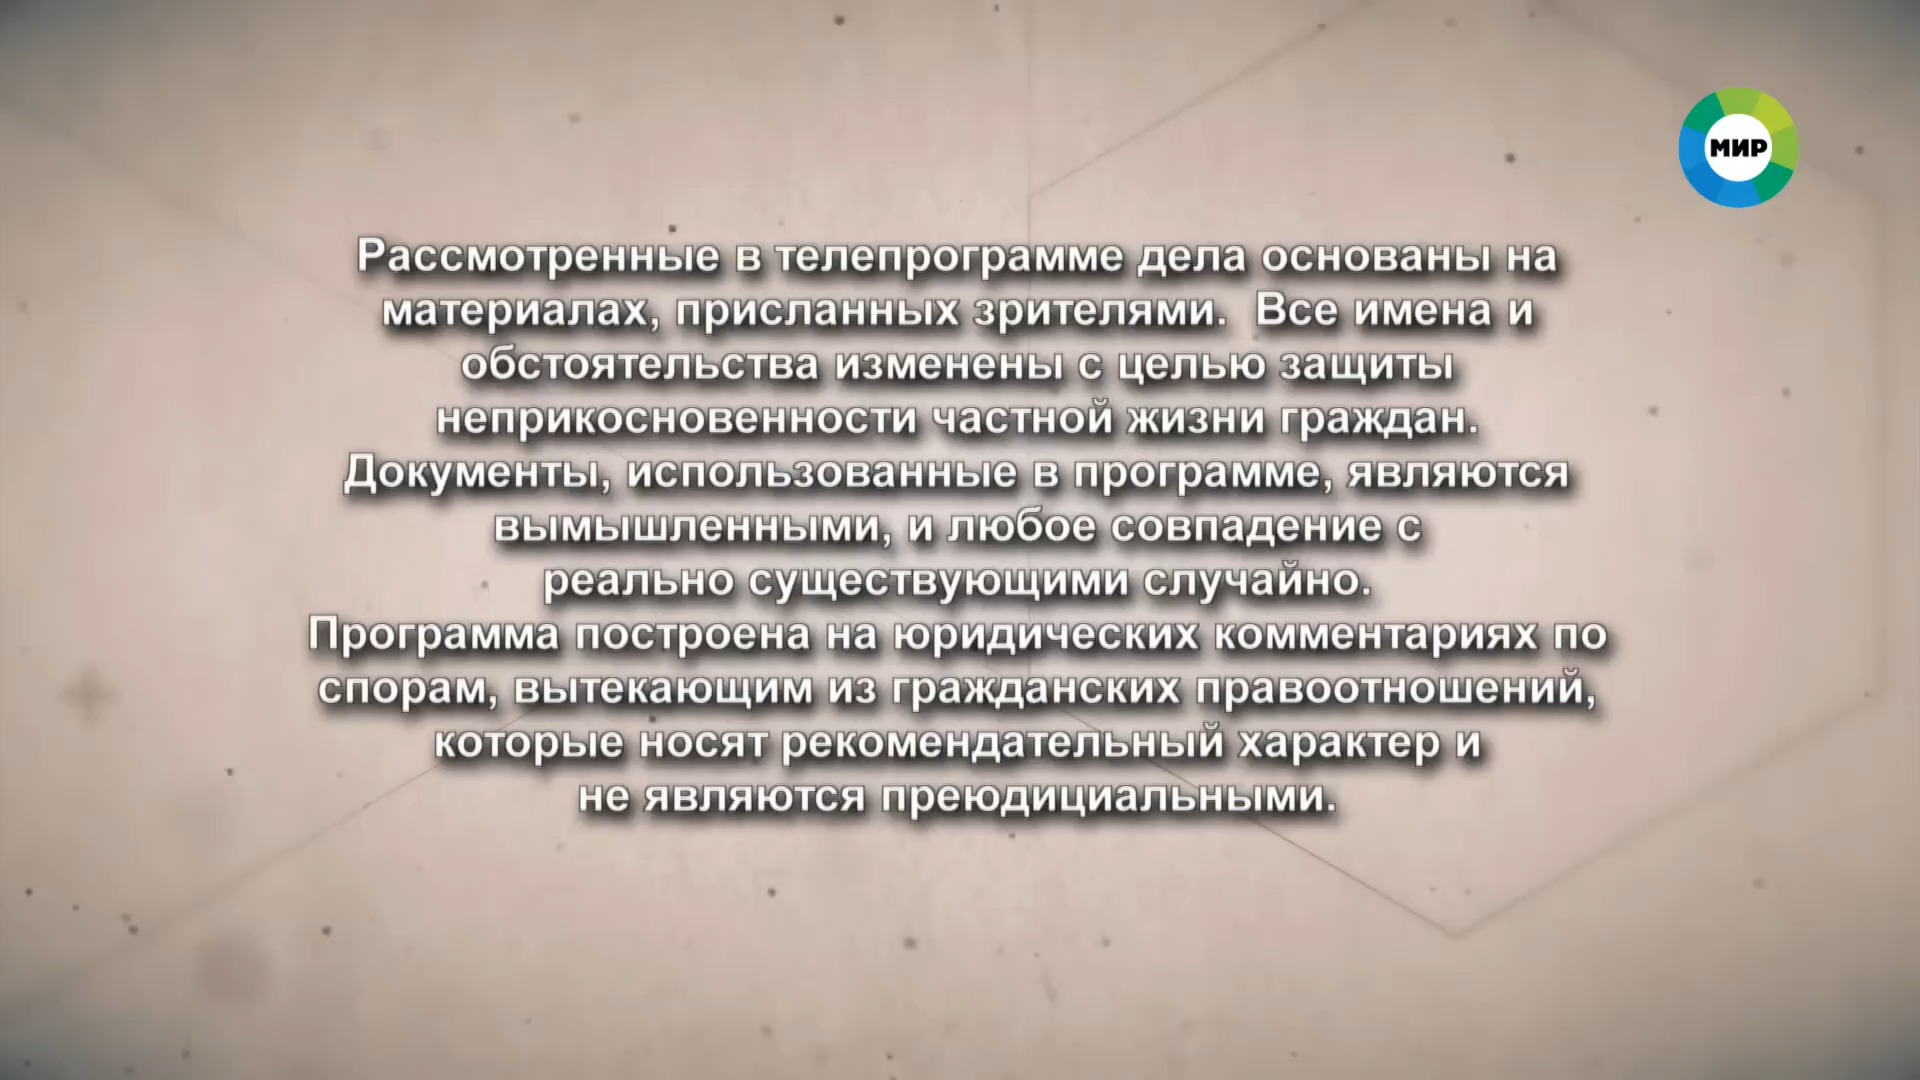 МИР
Рассмотренные в телепрограмме дела основаны на
материалах, присланных зрителями.  Все имена и
обстоятельства изменены с целью защиты
неприкосновенности частной жизни граждан.
Документы, использованные в программе, являются
вымышленными, и любое совпадение с
реально существующими случайно.
Программа построена на юридических комментариях по
спорам, вытекающим из гражданских правоотношений,
которые носят рекомендательный характер и
не являются преюдициальными.